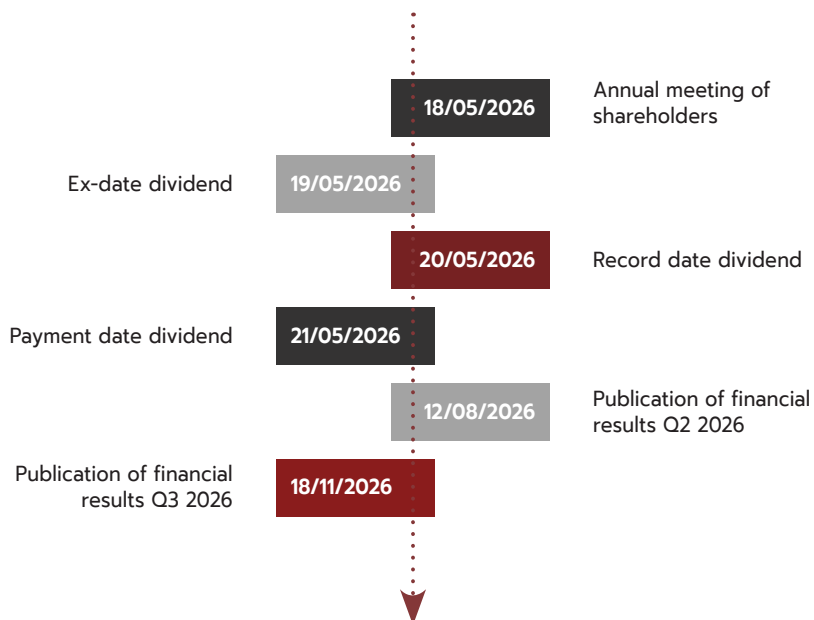 18/05/2026
Annual meeting of
shareholders
Ex-date dividend
19/05/2026
20/05/2026
Record date dividend
Payment date dividend
21/05/2026
12/08/2026
Publication of financial
results Q2 2026
Publication of financial
results Q3 2026
18/11/2026